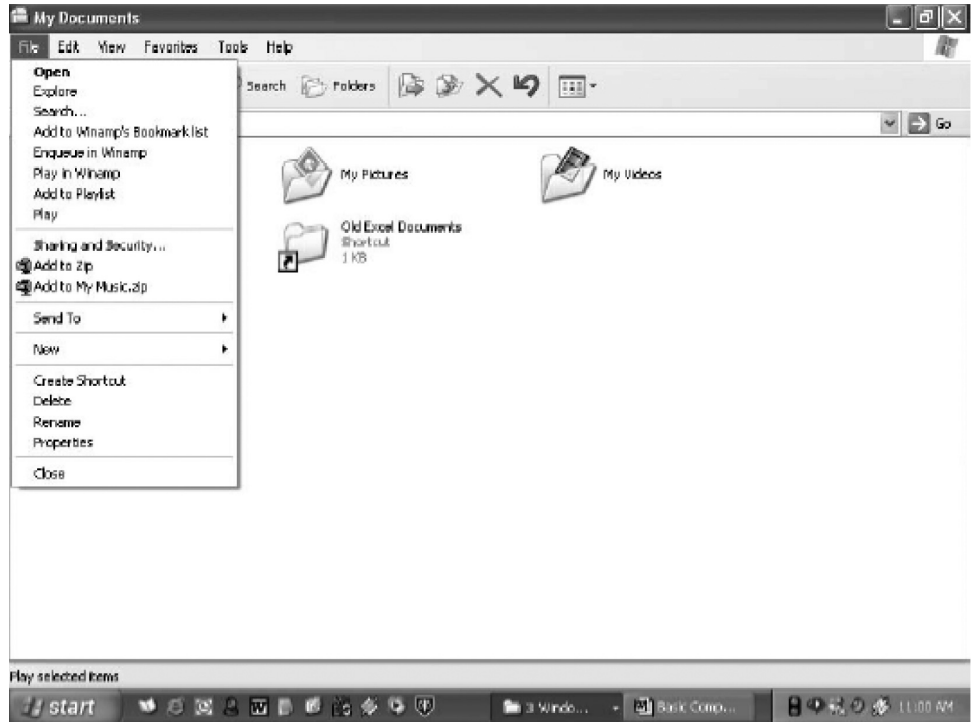 My Documents
File Edit View Favorites Tools Help
Open
Explore
Search...
Add to Winamp's Bookmark list
Enqueue in Winamp
Play in Winamp
Add to Playlist
Play
Sharing and Security...
Add to Zip
Add to My Music.zip
Send To
New
Create Shortcut
Delete
Rename
Properties
Close
Search Folders
Go
My Pictures
My Videos
Old Excel Documents
Shortcut
1 KB
Play selected items
start
3 Windo...
Basic Comp...
11:00 AM